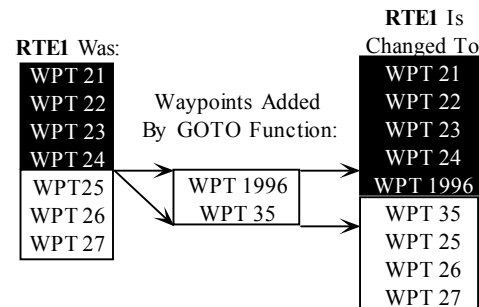 RTE1 Was:
WPT 21
WPT 22
WPT 23
WPT 24
WPT25
WPT 26
WPT 27
Waypoints Added
By GOTO Function:
WPT 1996
WPT 35
RTE1 Is
Changed To
WPT 21
WPT 22
WPT 23
WPT 24
WPT 1996
WPT 35
WPT 25
WPT 26
WPT 27